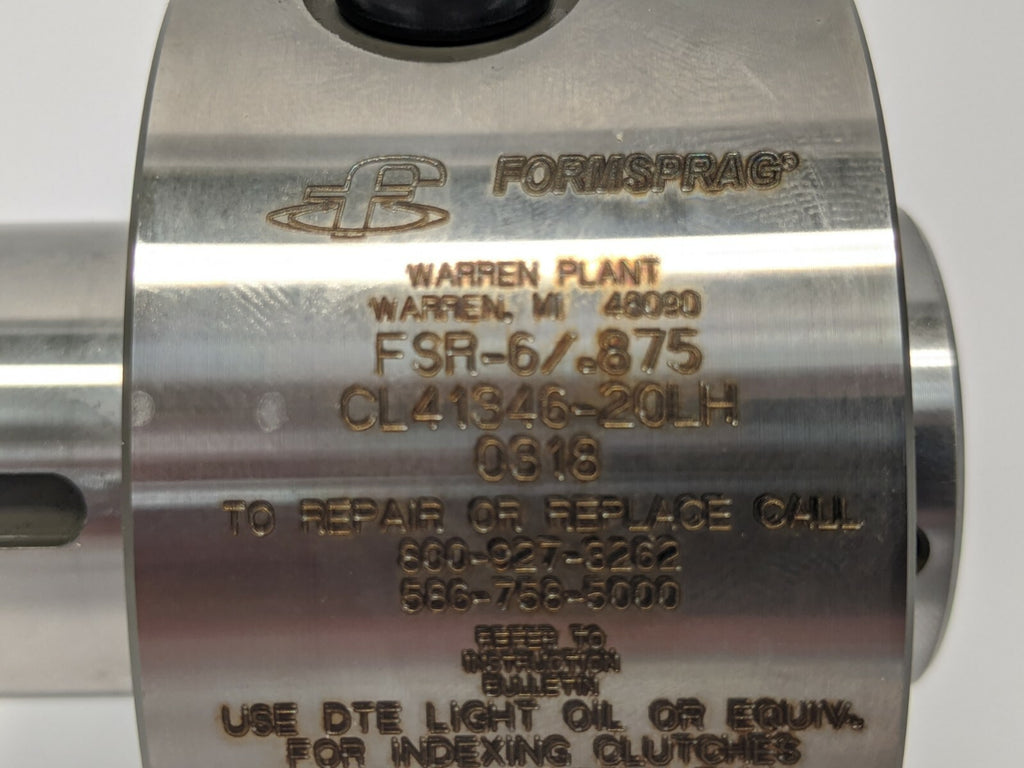 FORMSPRAG®
WARREN PLANT
WARREN, MI 48090
FSR-6/.875
CL41346-20LH
0318
TO REPAIR OR REPLACE CALL
800-927-3262
586-758-5000
REFER TO
INSTRUCTION
BULLETIN
USE DTE LIGHT OIL OR EQUIV.
FOR INDEXING CLUTCHES